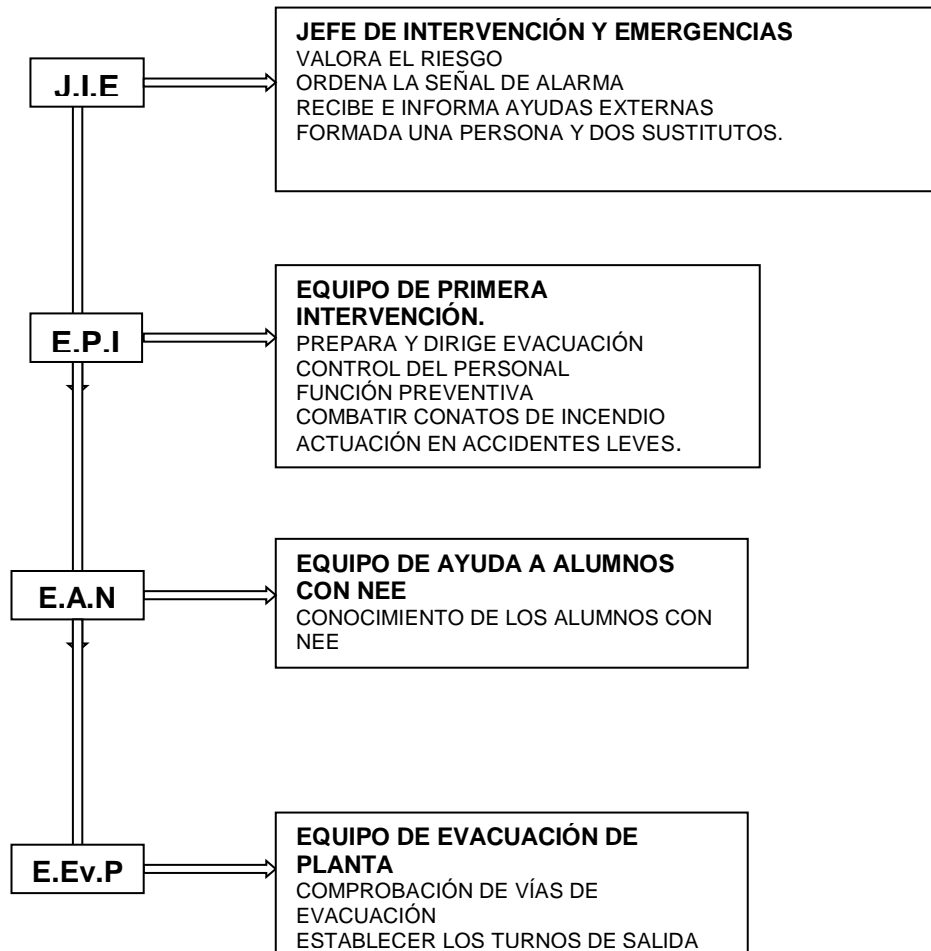 JEFE DE INTERVENCIÓN Y EMERGENCIAS
VALORA EL RIESGO
ORDENA LA SEÑAL DE ALARMA
RECIBE E INFORMA AYUDAS EXTERNAS
FORMADA UNA PERSONA Y DOS SUSTITUTOS.
J.I.E
EQUIPO DE PRIMERA
INTERVENCIÓN.
PREPARA Y DIRIGE EVACUACIÓN
CONTROL DEL PERSONAL
FUNCIÓN PREVENTIVA
COMBATIR CONATOS DE INCENDIO
ACTUACIÓN EN ACCIDENTES LEVES.
E.P.I
EQUIPO DE AYUDA A ALUMNOS
CON NEE
CONOCIMIENTO DE LOS ALUMNOS CON
NEE
E.A.N
EQUIPO DE EVACUACIÓN DE
PLANTA
COMPROBACIÓN DE VÍAS DE
EVACUACIÓN
ESTABLECER LOS TURNOS DE SALIDA
E.Ev.P